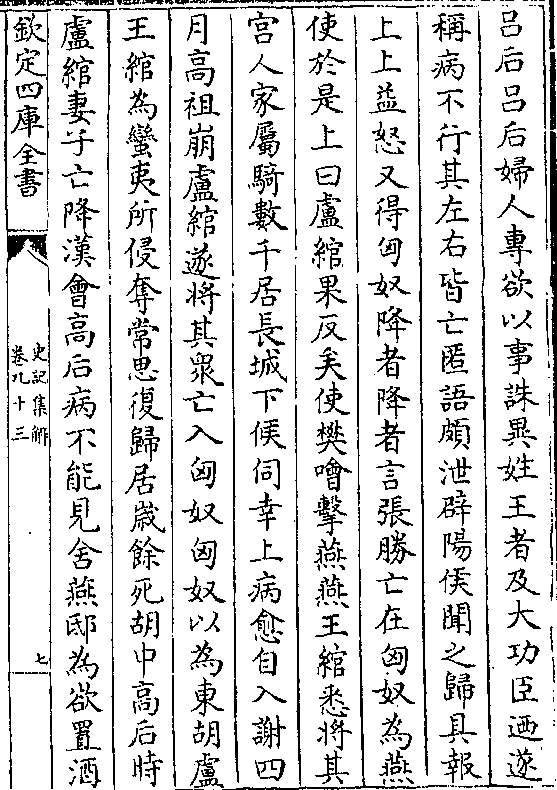 呂后呂后婦人專欲以事誅異姓王者及大功臣迺遂
稱病不行其左右皆亡匿語頗泄辟陽侯聞之歸具報
上上益怒又得匈奴降者降者言張勝亡在匈奴為燕
使於是上曰盧綰果反矣使樊噲擊燕燕王綰悉將其
宫人家屬騎數千居長城下候伺幸上病愈自入謝四
月高祖崩盧綰遂將其衆亡入匈奴匈奴以為東胡盧
王綰為蠻夷所侵奪常思復歸居歲餘死胡中高后時
盧綰妻子亡降漢會高后病不能見舍燕邸為欲置酒
欽定四庫全書
史記集解
卷九十三
七